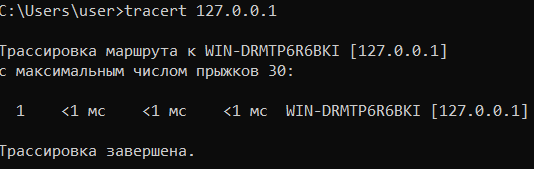 C:\Users\user>tracert 127.0.0.1
Трассировка маршрута к WIN-DRMTP6R6BKI [127.0.0.1]
с максимальным числом прыжков 30:
1 <1 мс <1 мс <1 мс WIN-DRMTP6R6BKI [127.0.0.1]
Трассировка завершена.